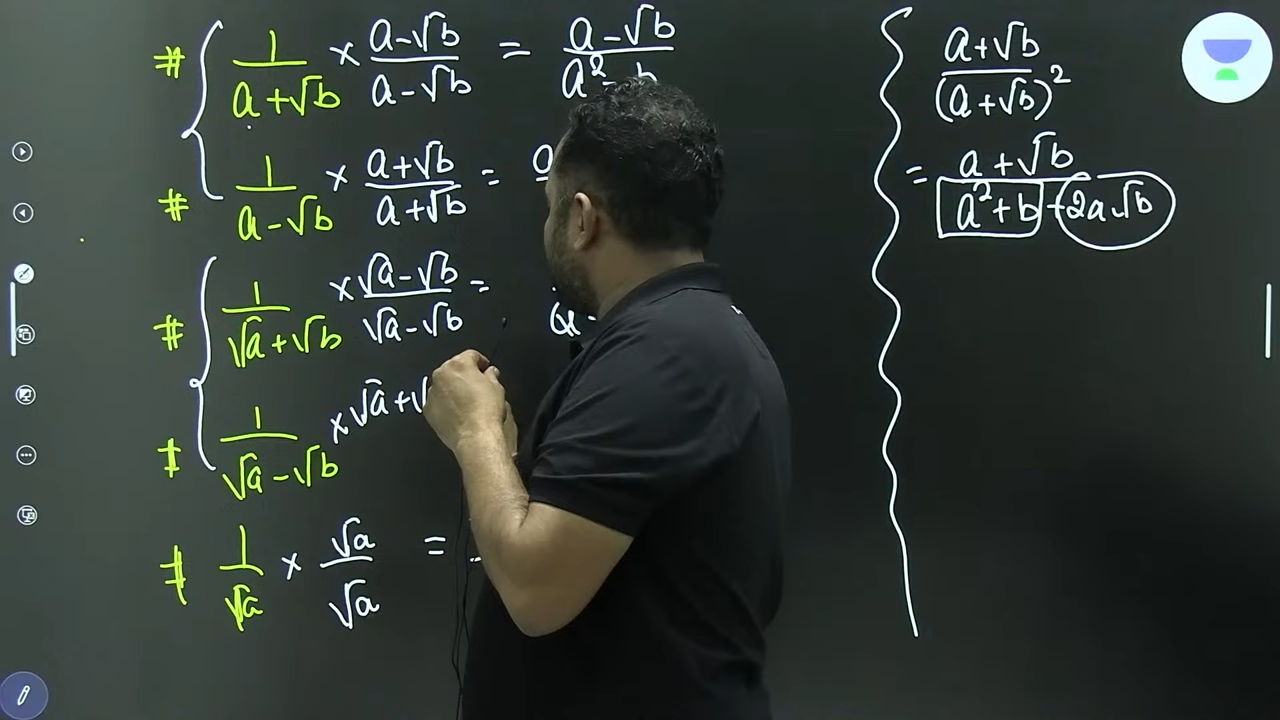 # 1/(a+√b) × (a-√b)/(a-√b) = (a-√b)/(a²-b
# 1/(a-√b) × (a+√b)/(a+√b) = a
# 1/(√a+√b) × (√a-√b)/(√a-√b) = (a-
# 1/(√a-√b) × √a+√
# 1/√a × √a/√a =
(a+√b)/(a+√b)²
= (a+√b)/(a²+b+2a√b)